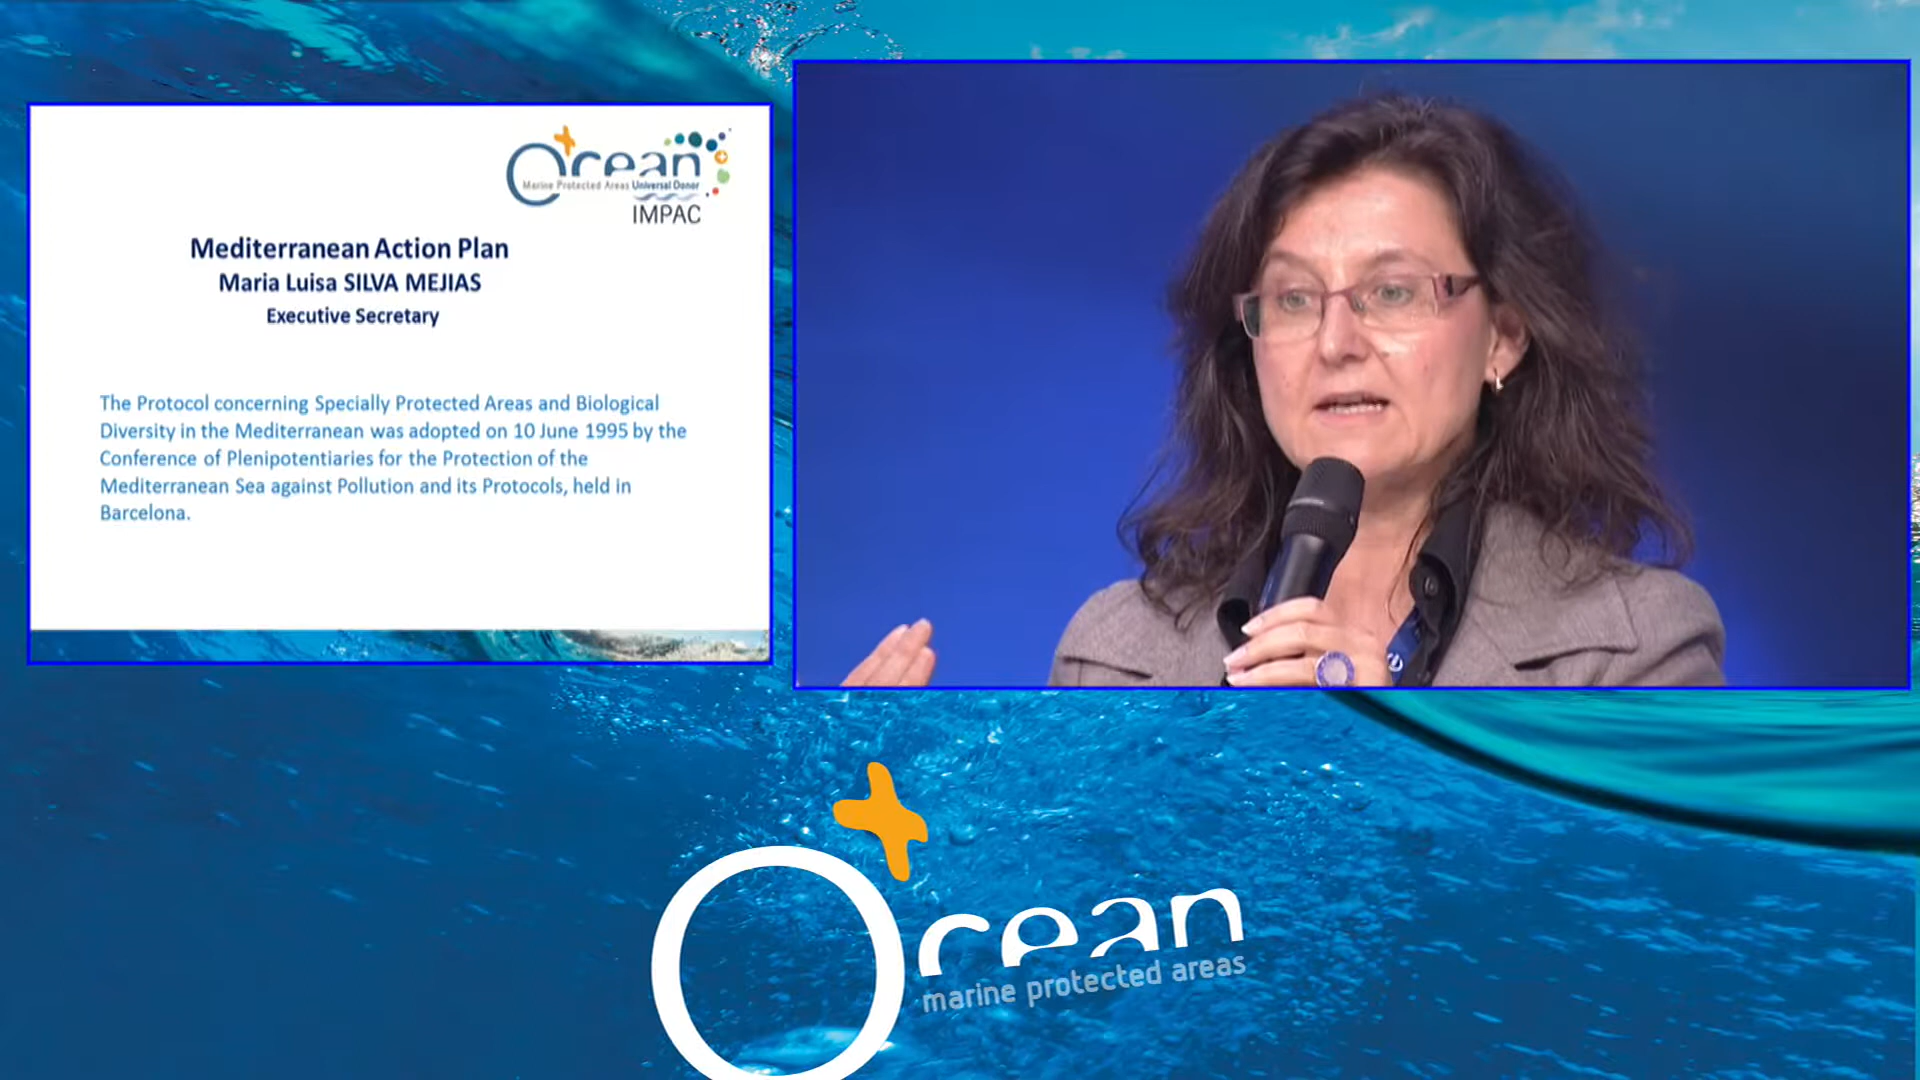 Ocean
Marine Protected Areas Universal Donor
IMPAC
Mediterranean Action Plan
Maria Luisa SILVA MEJIAS
Executive Secretary
The Protocol concerning Specially Protected Areas and Biological
Diversity in the Mediterranean was adopted on 10 June 1995 by the
Conference of Plenipotentiaries for the Protection of the
Mediterranean Sea against Pollution and its Protocols, held in
Barcelona.
Ocean
marine protected areas